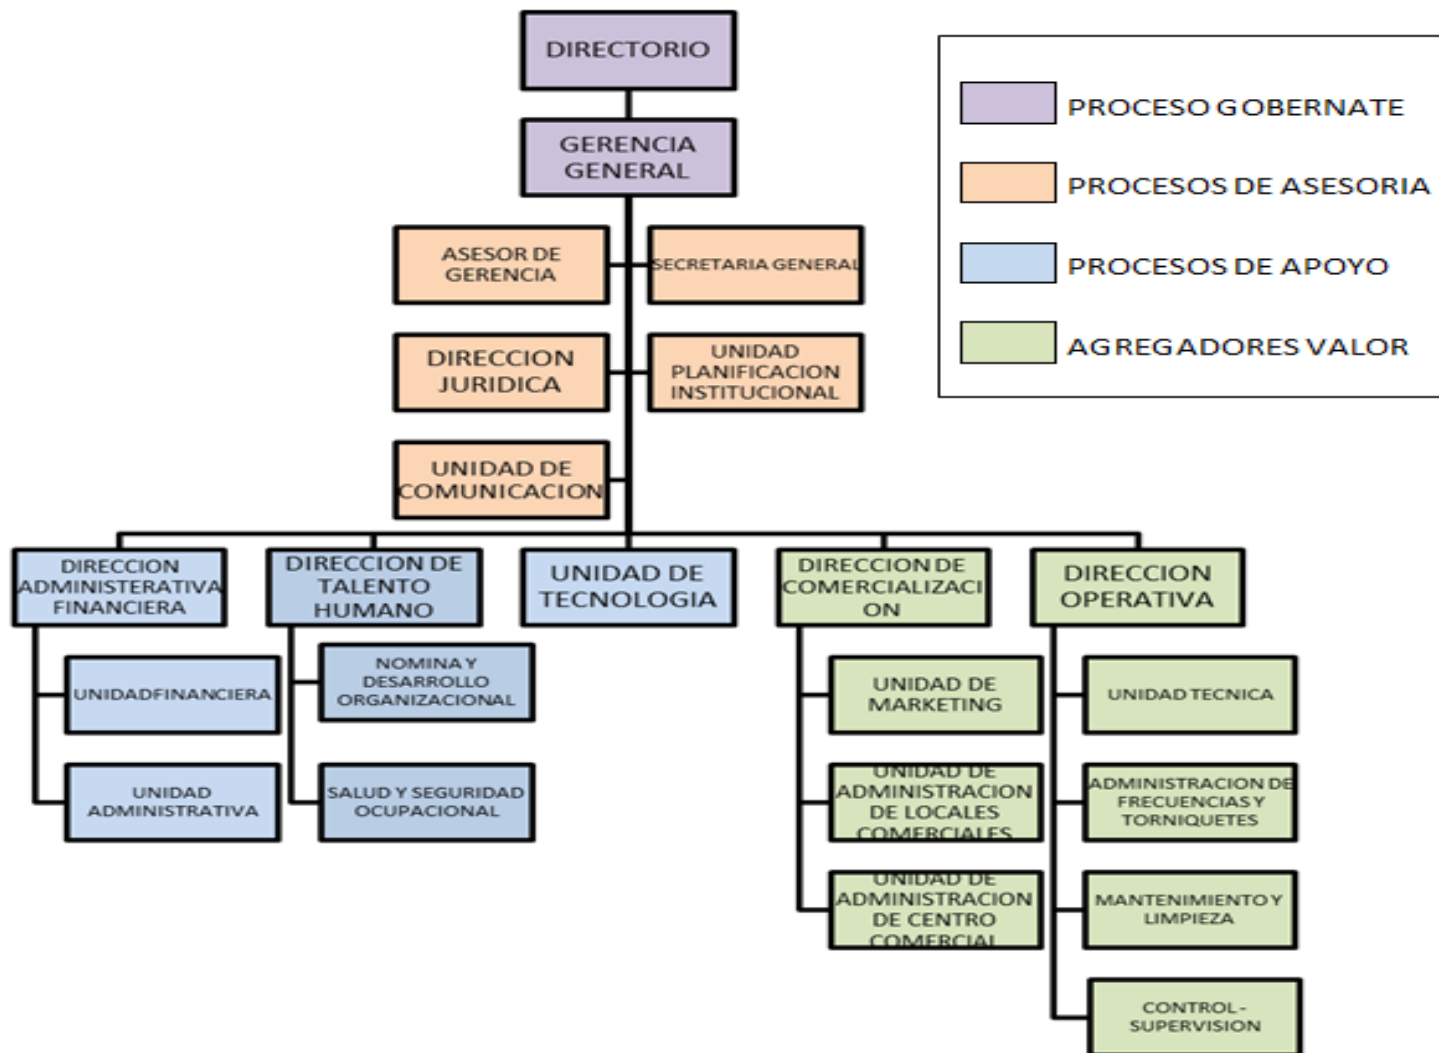 DIRECTORIO
GERENCIA
GENERAL
PROCESO GOBERNATE
PROCESOS DE ASESORIA
PROCESOS DE APOYO
AGREGADORES VALOR
ASESOR DE
GERENCIA
SECRETARIA GENERAL
DIRECCION
JURIDICA
UNIDAD
PLANIFICACION
INSTITUCIONAL
UNIDAD DE
COMUNICACION
DIRECCION
ADMINISTERATIVA
FINANCIERA
DIRECCION DE
TALENTO
HUMANO
UNIDAD DE
TECNOLOGIA
DIRECCION DE
COMERCIALIZACI
ON
DIRECCION
OPERATIVA
UNIDAD FINANCIERA
UNIDAD
ADMINISTRATIVA
NOMINA Y
DESARROLLO
ORGANIZACIONAL
SALUD Y SEGURIDAD
OCUPACIONAL
UNIDAD DE
MARKETING
UNIDAD DE
ADMINISTRACION
DE LOCALES
COMERCIALES
UNIDAD DE
ADMINISTRACION
DE CENTRO
COMERCIAL
UNIDAD TECNICA
ADMINISTRACION DE
FRECUENCIAS Y
TORNIQUETES
MANTENIMIENTO Y
LIMPIEZA
CONTROL -
SUPERVISION